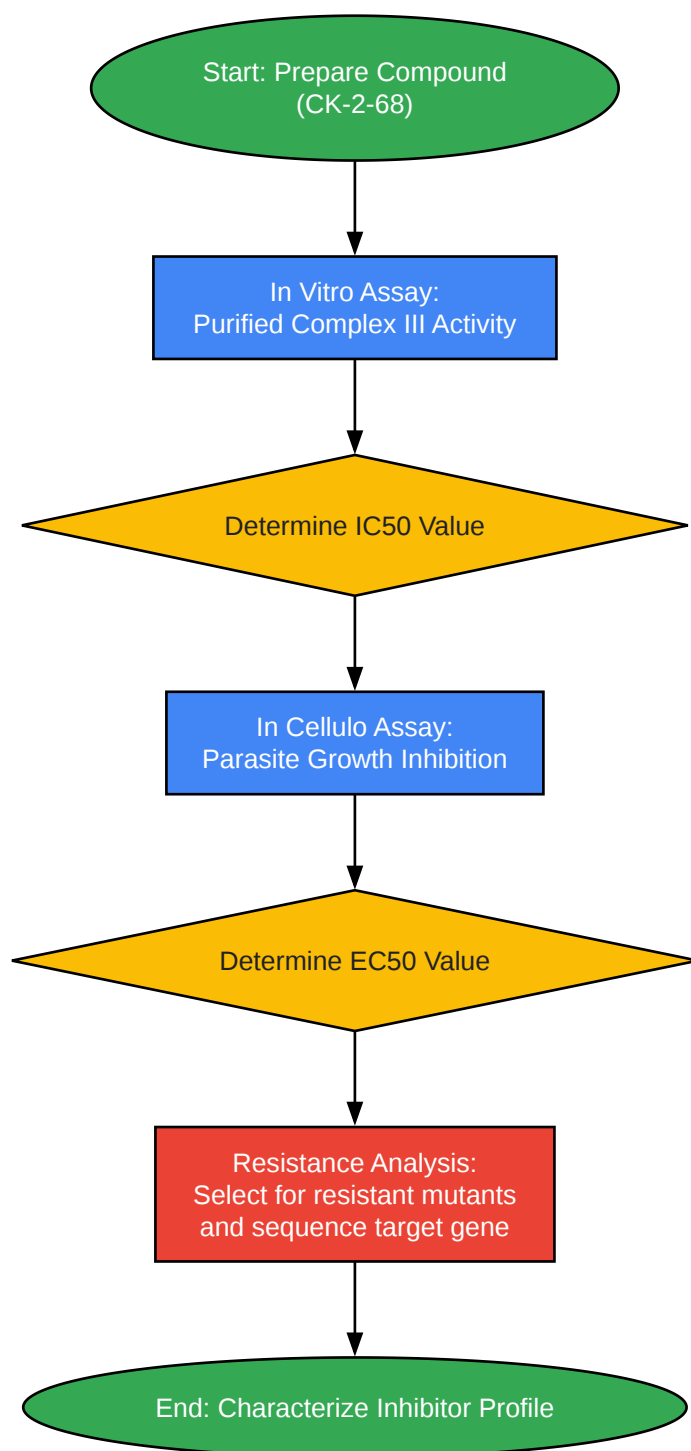 Start: Prepare Compound
(CK-2-68)
In Vitro Assay:
Purified Complex III Activity
Determine IC50 Value
In Cellulo Assay:
Parasite Growth Inhibition
Determine EC50 Value
Resistance Analysis:
Select for resistant mutants
and sequence target gene
End: Characterize Inhibitor Profile